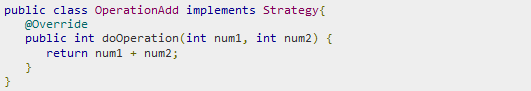 public class OperationAdd implements Strategy{
   @Override
   public int doOperation(int num1, int num2) {
      return num1 + num2;
   }
}